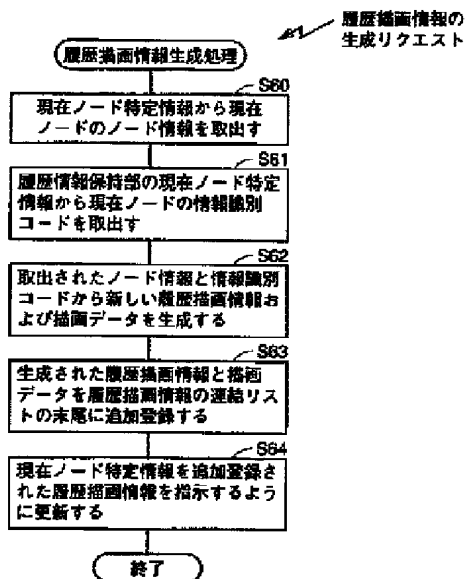 履歴描画情報の
生成リクエスト
履歴描画情報生成処理
S60
現在ノード特定情報から現在
ノードのノード情報を取出す
S61
履歴情報保持部の現在ノード特定
情報から現在ノードの情報識別
コードを取出す
S62
取出されたノード情報と情報識別
コードから新しい履歴描画情報お
よび描画データを生成する
S63
生成された履歴描画情報と描画
データを履歴描画情報の連結リス
トの末尾に追加登録する
S64
現在ノード特定情報を追加登録さ
れた履歴描画情報を指示するよう
に更新する
終了